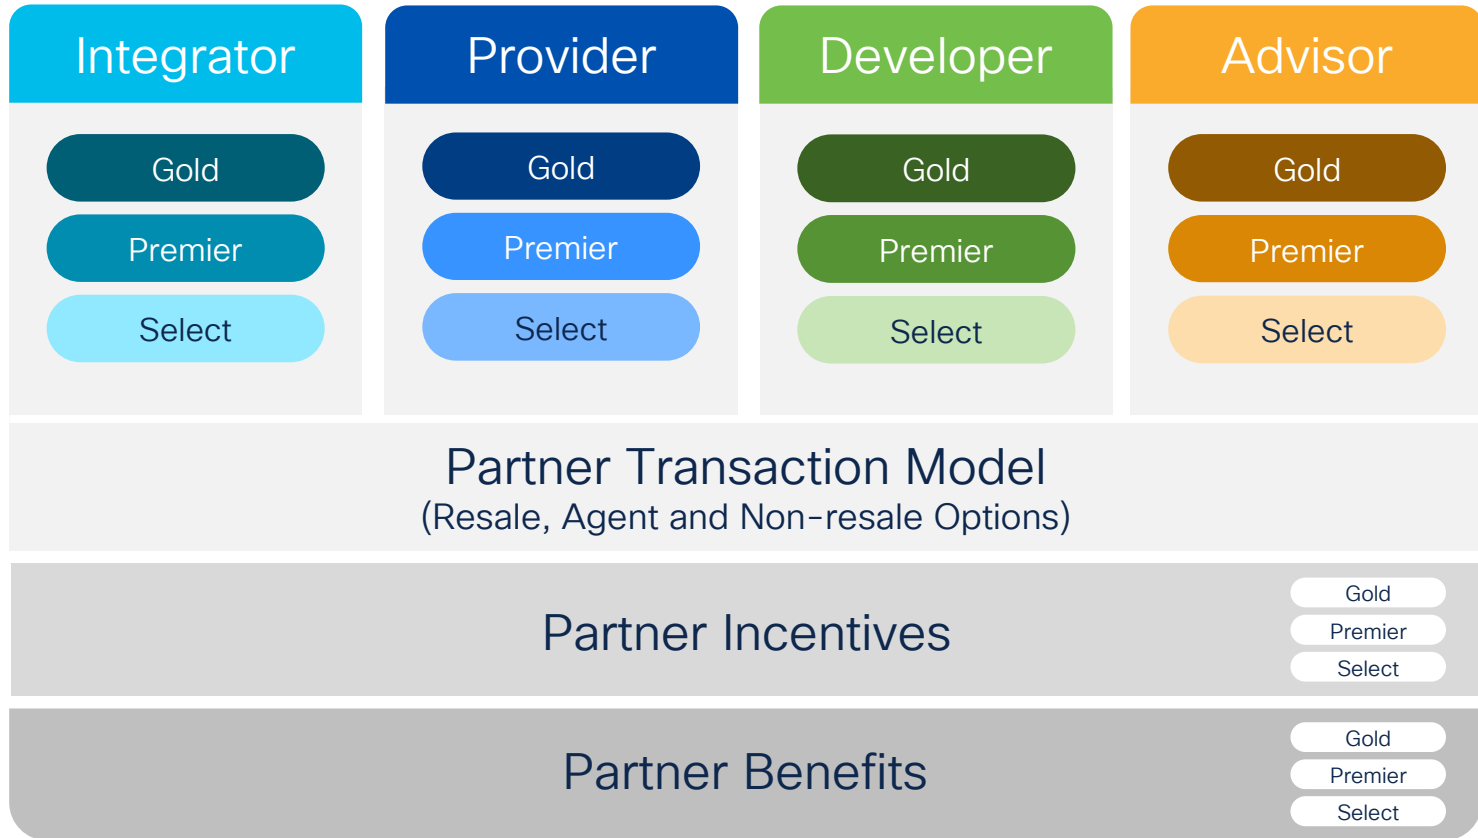 Integrator
Provider
Developer
Advisor
Gold
Premier
Select
Gold
Premier
Select
Gold
Premier
Select
Gold
Premier
Select
Partner Transaction Model
(Resale, Agent and Non-resale Options)
Partner Incentives
Gold
Premier
Select
Partner Benefits
Gold
Premier
Select